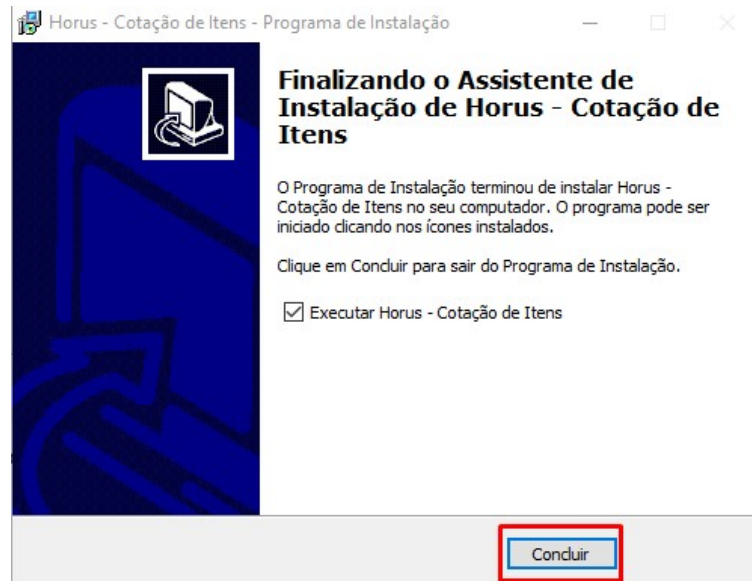 Horus - Cotação de Itens - Programa de Instalação
Finalizando o Assistente de
Instalação de Horus - Cotação de
Itens
O Programa de Instalação terminou de instalar Horus -
Cotação de Itens no seu computador. O programa pode ser
iniciado clicando nos ícones instalados.
Clique em Concluir para sair do Programa de Instalação.
Executar Horus - Cotação de Itens
Concluir